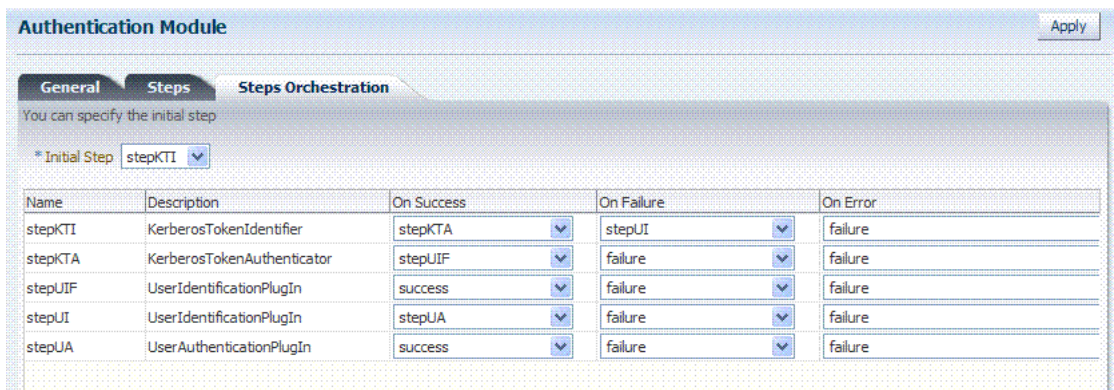 Authentication Module
Apply
General Steps Steps Orchestration
You can specify the initial step
* Initial Step stepKTI
Name Description On Success On Failure On Error
stepKTI KerberosTokenIdentifier stepKTA stepUI failure
stepKTA KerberosTokenAuthenticator stepUIF failure failure
stepUIF UserIdentificationPlugIn success failure failure
stepUI UserIdentificationPlugIn stepUA failure failure
stepUA UserAuthenticationPlugIn success failure failure